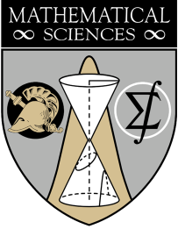 MATHEMATICAL
∞ SCIENCES ∞
Σ